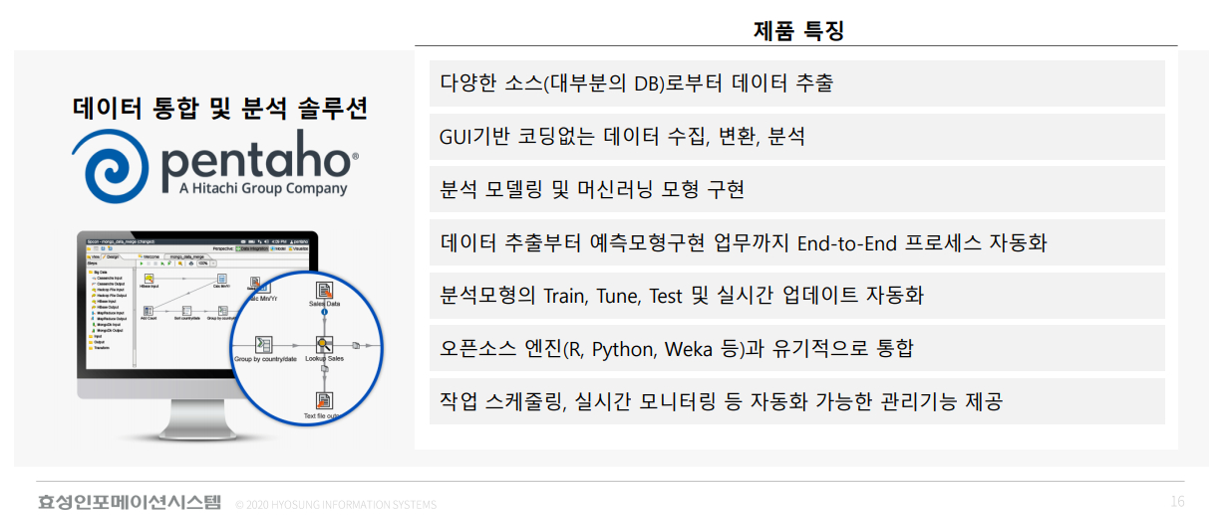 제품 특징
데이터 통합 및 분석 솔루션
pentaho®
A Hitachi Group Company
다양한 소스(대부분의 DB)로부터 데이터 추출
GUI기반 코딩없는 데이터 수집, 변환, 분석
분석 모델링 및 머신러닝 모형 구현
데이터 추출부터 예측모형구현 업무까지 End-to-End 프로세스 자동화
분석모형의 Train, Tune, Test 및 실시간 업데이트 자동화
오픈소스 엔진(R, Python, Weka 등)과 유기적으로 통합
작업 스케줄링, 실시간 모니터링 등 자동화 가능한 관리기능 제공
Sales Data
Group by country/date
Lookup Sales
Text file
효성인포메이션시스템
© 2020 HYOSUNG INFORMATION SYSTEMS
16